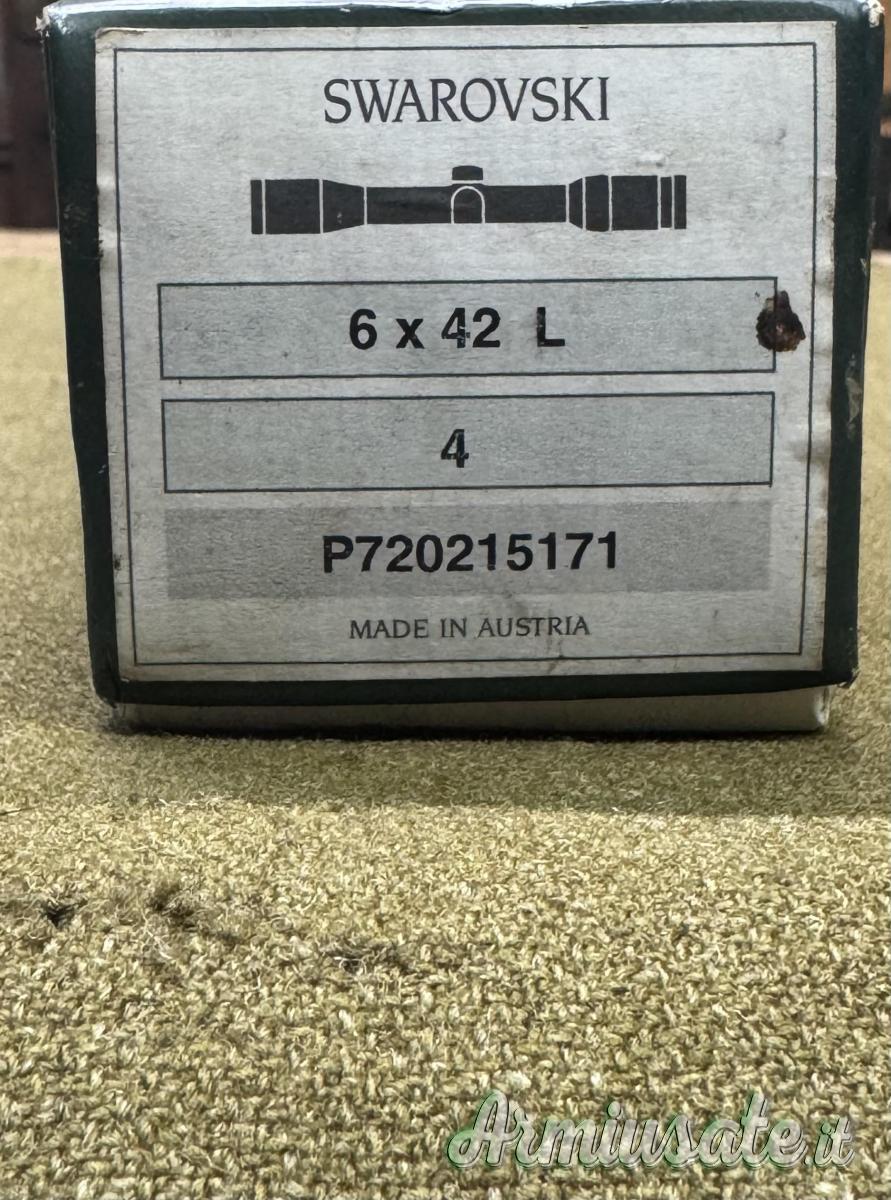 SWAROVSKI
6 x 42 L
4
P720215171
MADE IN AUSTRIA
Armiusate.it